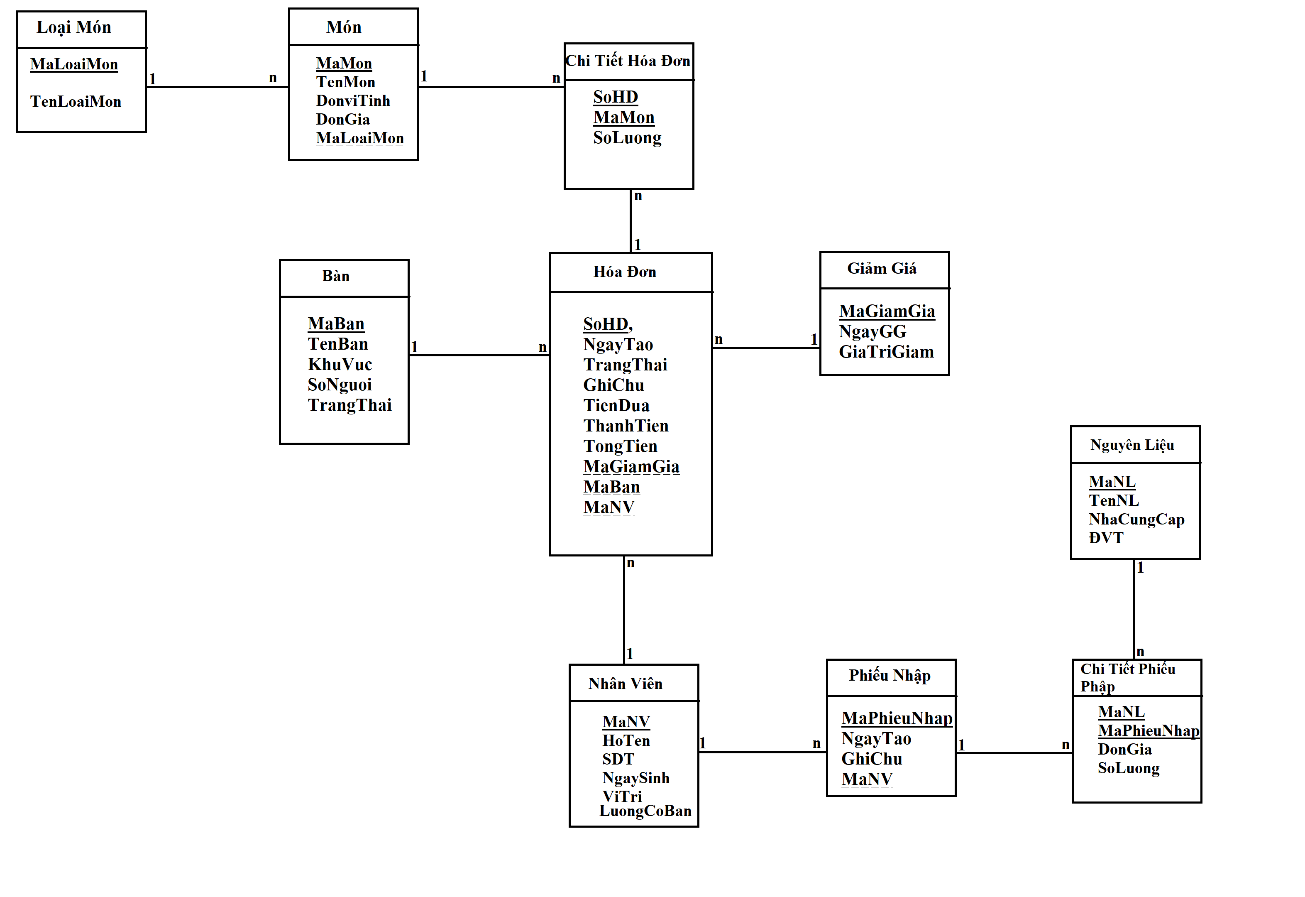 Loại Món
MaLoaiMon
TenLoaiMon
1
n
Món
MaMon
TenMon
DonviTinh
DonGia
MaLoaiMon
1
n
Chi Tiết Hóa Đơn
SoHD
MaMon
SoLuong
n
1
Bàn
MaBan
TenBan
KhuVuc
SoNguoi
TrangThai
1
n
Hóa Đơn
SoHD,
NgayTao
TrangThai
GhiChu
TienDua
ThanhTien
TongTien
MaGiamGia
MaBan
MaNV
n
1
Giảm Giá
MaGiamGia
NgayGG
GiaTriGiam
n
1
Nguyên Liệu
MaNL
TenNL
NhaCungCap
ĐVT
1
n
Nhân Viên
MaNV
HoTen
SDT
NgaySinh
ViTri
LuongCoBan
1
n
Phiếu Nhập
MaPhieuNhap
NgayTao
GhiChu
MaNV
1
n
Chi Tiết Phiếu
Phập
MaNL
MaPhieuNhap
DonGia
SoLuong